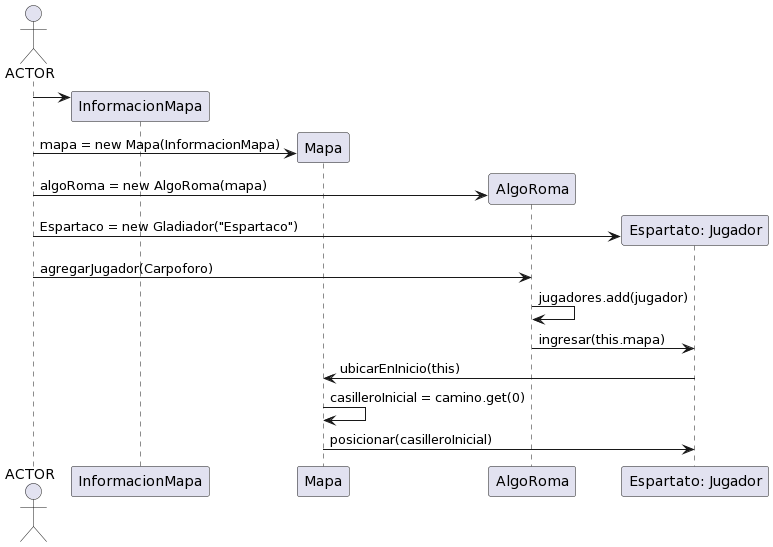 ACTOR
InformacionMapa
mapa = new Mapa(InformacionMapa)
Mapa
algoRoma = new AlgoRoma(mapa)
AlgoRoma
Espartaco = new Gladiador("Espartaco")
Espartato: Jugador
agregarJugador(Carpoforo)
jugadores.add(jugador)
ingresar(this.mapa)
ubicarEnInicio(this)
casilleroInicial = camino.get(0)
posicionar(casilleroInicial)
ACTOR
InformacionMapa
Mapa
AlgoRoma
Espartato: Jugador